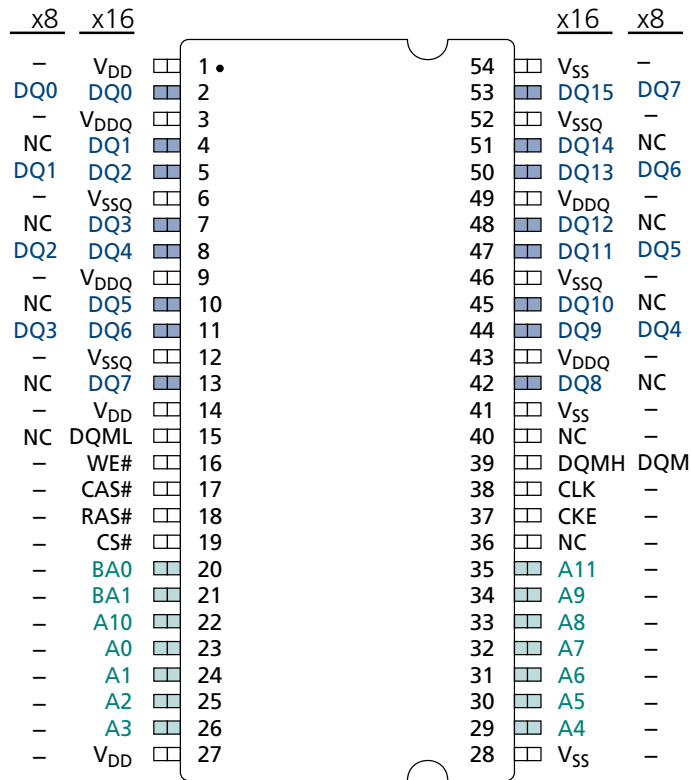 x8 x16 x16 x8
– VDD 1 54 VSS –
DQ0 DQ0 2 53 DQ15 DQ7
– VDDQ 3 52 VSSQ –
NC DQ1 4 51 DQ14 NC
DQ1 DQ2 5 50 DQ13 DQ6
– VSSQ 6 49 VDDQ –
NC DQ3 7 48 DQ12 NC
DQ2 DQ4 8 47 DQ11 DQ5
– VDDQ 9 46 VSSQ –
NC DQ5 10 45 DQ10 NC
DQ3 DQ6 11 44 DQ9 DQ4
– VSSQ 12 43 VDDQ –
NC DQ7 13 42 DQ8 NC
– VDD 14 41 VSS –
NC DQML 15 40 NC –
– WE# 16 39 DQMH DQM
– CAS# 17 38 CLK –
– RAS# 18 37 CKE –
– CS# 19 36 NC –
– BA0 20 35 A11 –
– BA1 21 34 A9 –
– A10 22 33 A8 –
– A0 23 32 A7 –
– A1 24 31 A6 –
– A2 25 30 A5 –
– A3 26 29 A4 –
– VDD 27 28 VSS –